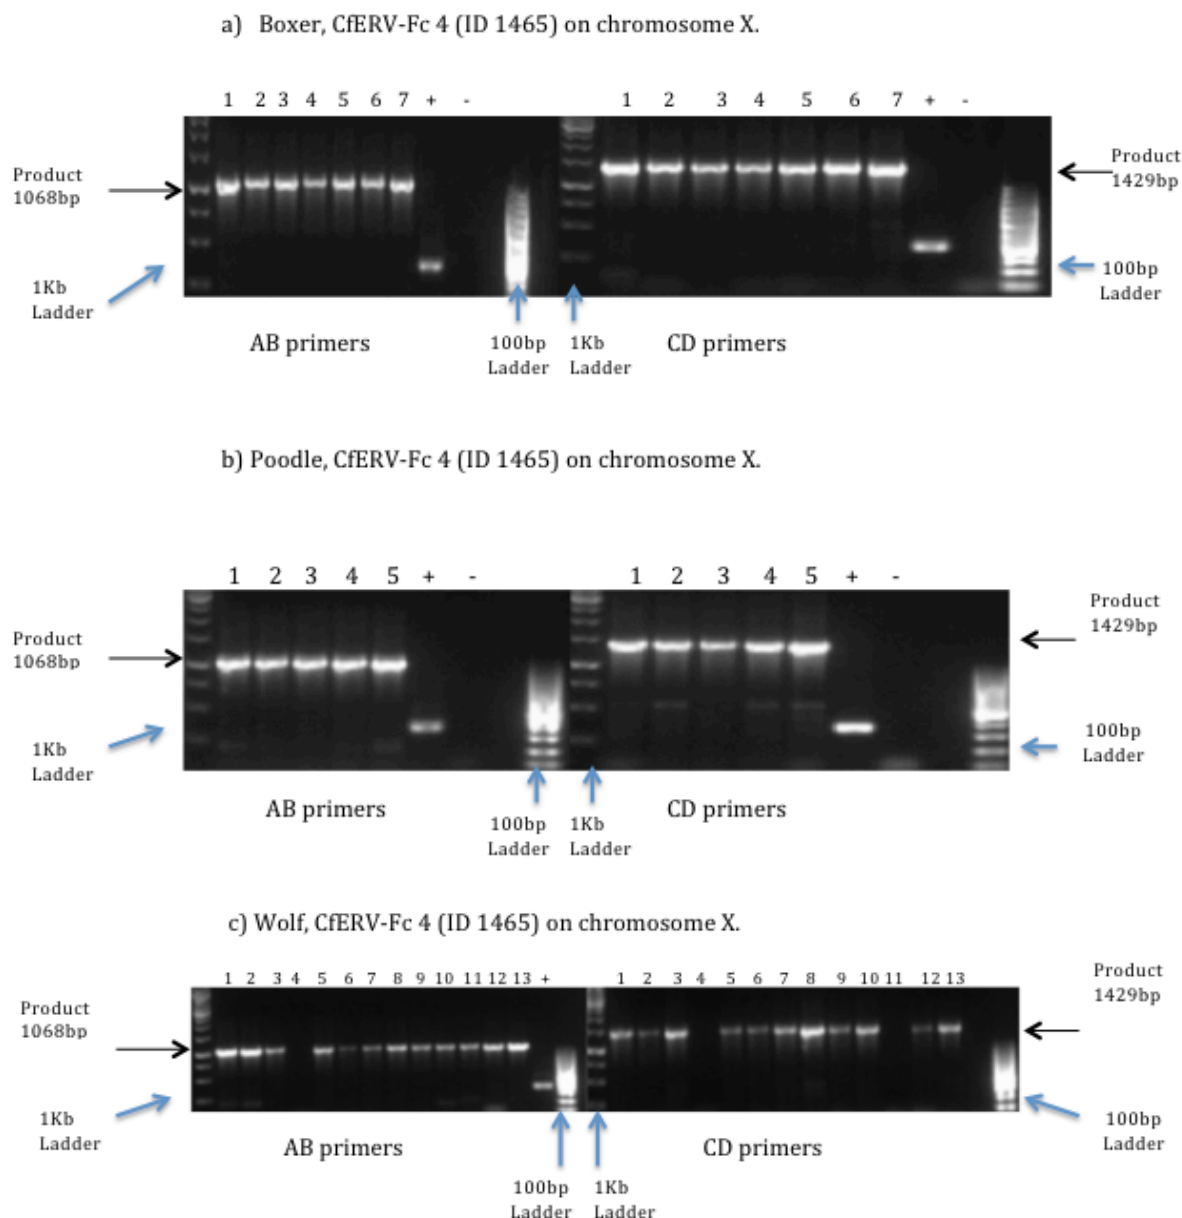 a) Boxer, CfERV-Fc 4 (ID 1465) on chromosome X.
1 2 3 4 5 6 7 + - 1 2 3 4 5 6 7 + -
Product
1068bp
Product
1429bp
1Kb
Ladder
100bp
Ladder
AB primers
100bp
Ladder
1Kb
Ladder
CD primers
b) Poodle, CfERV-Fc 4 (ID 1465) on chromosome X.
1 2 3 4 5 + - 1 2 3 4 5 + -
Product
1068bp
Product
1429bp
1Kb
Ladder
100bp
Ladder
AB primers
100bp
Ladder
1Kb
Ladder
CD primers
c) Wolf, CfERV-Fc 4 (ID 1465) on chromosome X.
1 2 3 4 5 6 7 8 9 10 11 12 13 + 1 2 3 4 5 6 7 8 9 10 11 12 13
Product
1068bp
Product
1429bp
1Kb
Ladder
100bp
Ladder
AB primers
100bp
Ladder
1Kb
Ladder
CD primers